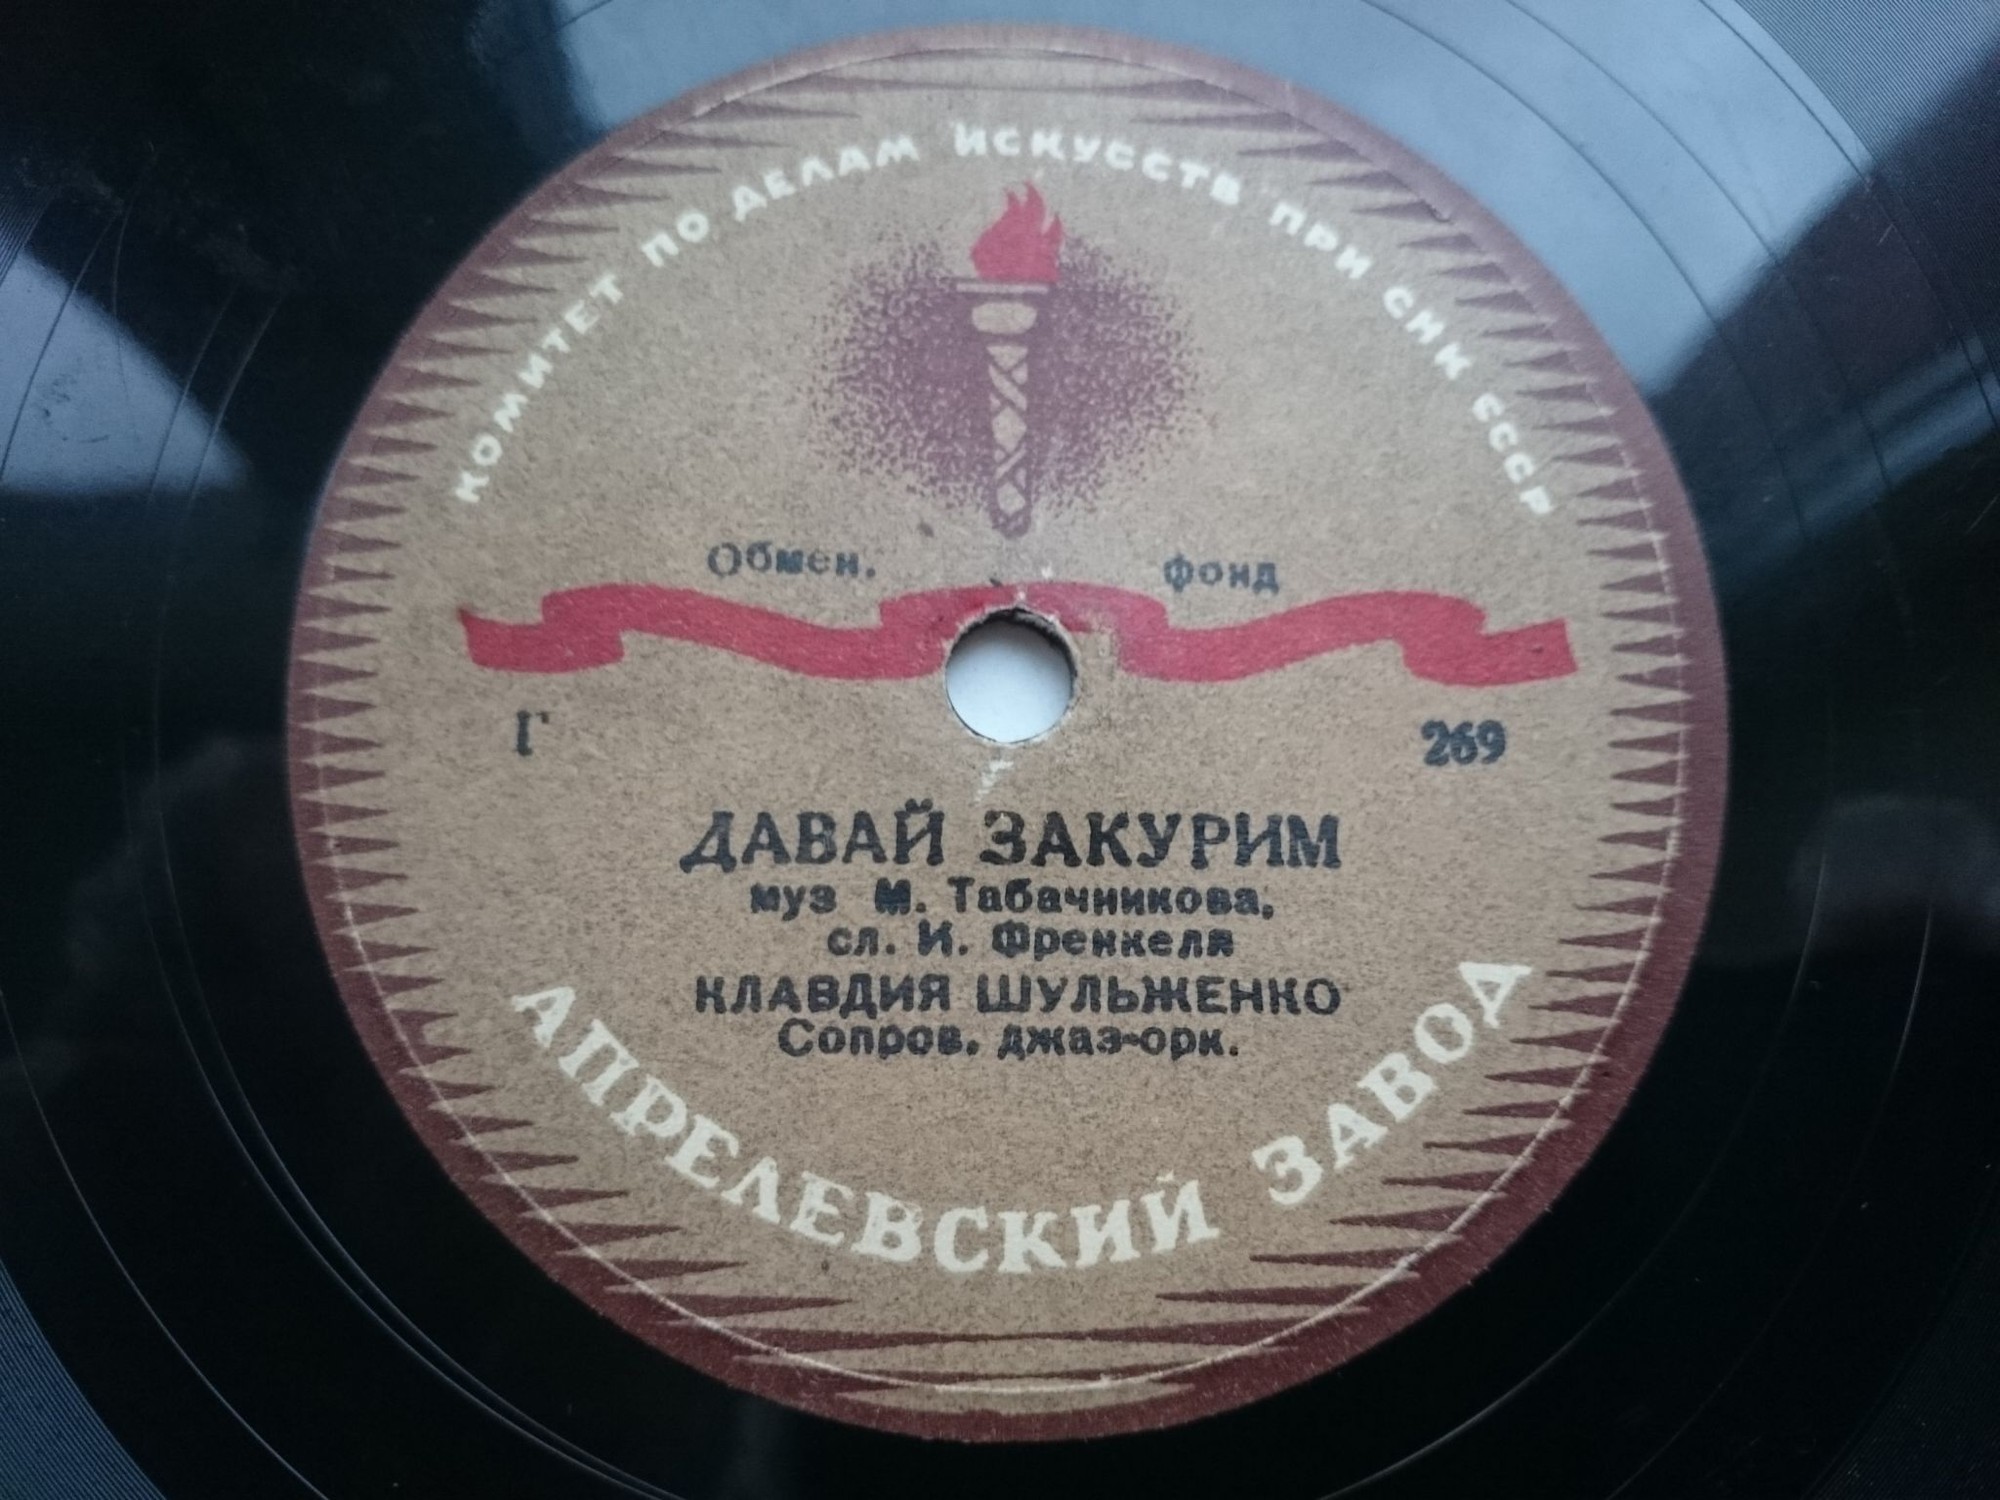 КОМИТЕТ ПО ДЕЛАМ ИСКУССТВ ПРИ СНК СССР
Обмен. фонд
Г 269
ДАВАЙ ЗАКУРИМ
муз М. Табачникова,
сл. И. Френкеля
КЛАВДИЯ ШУЛЬЖЕНКО
Сопров. джаз-орк.
АПРЕЛЕВСКИЙ ЗАВОД